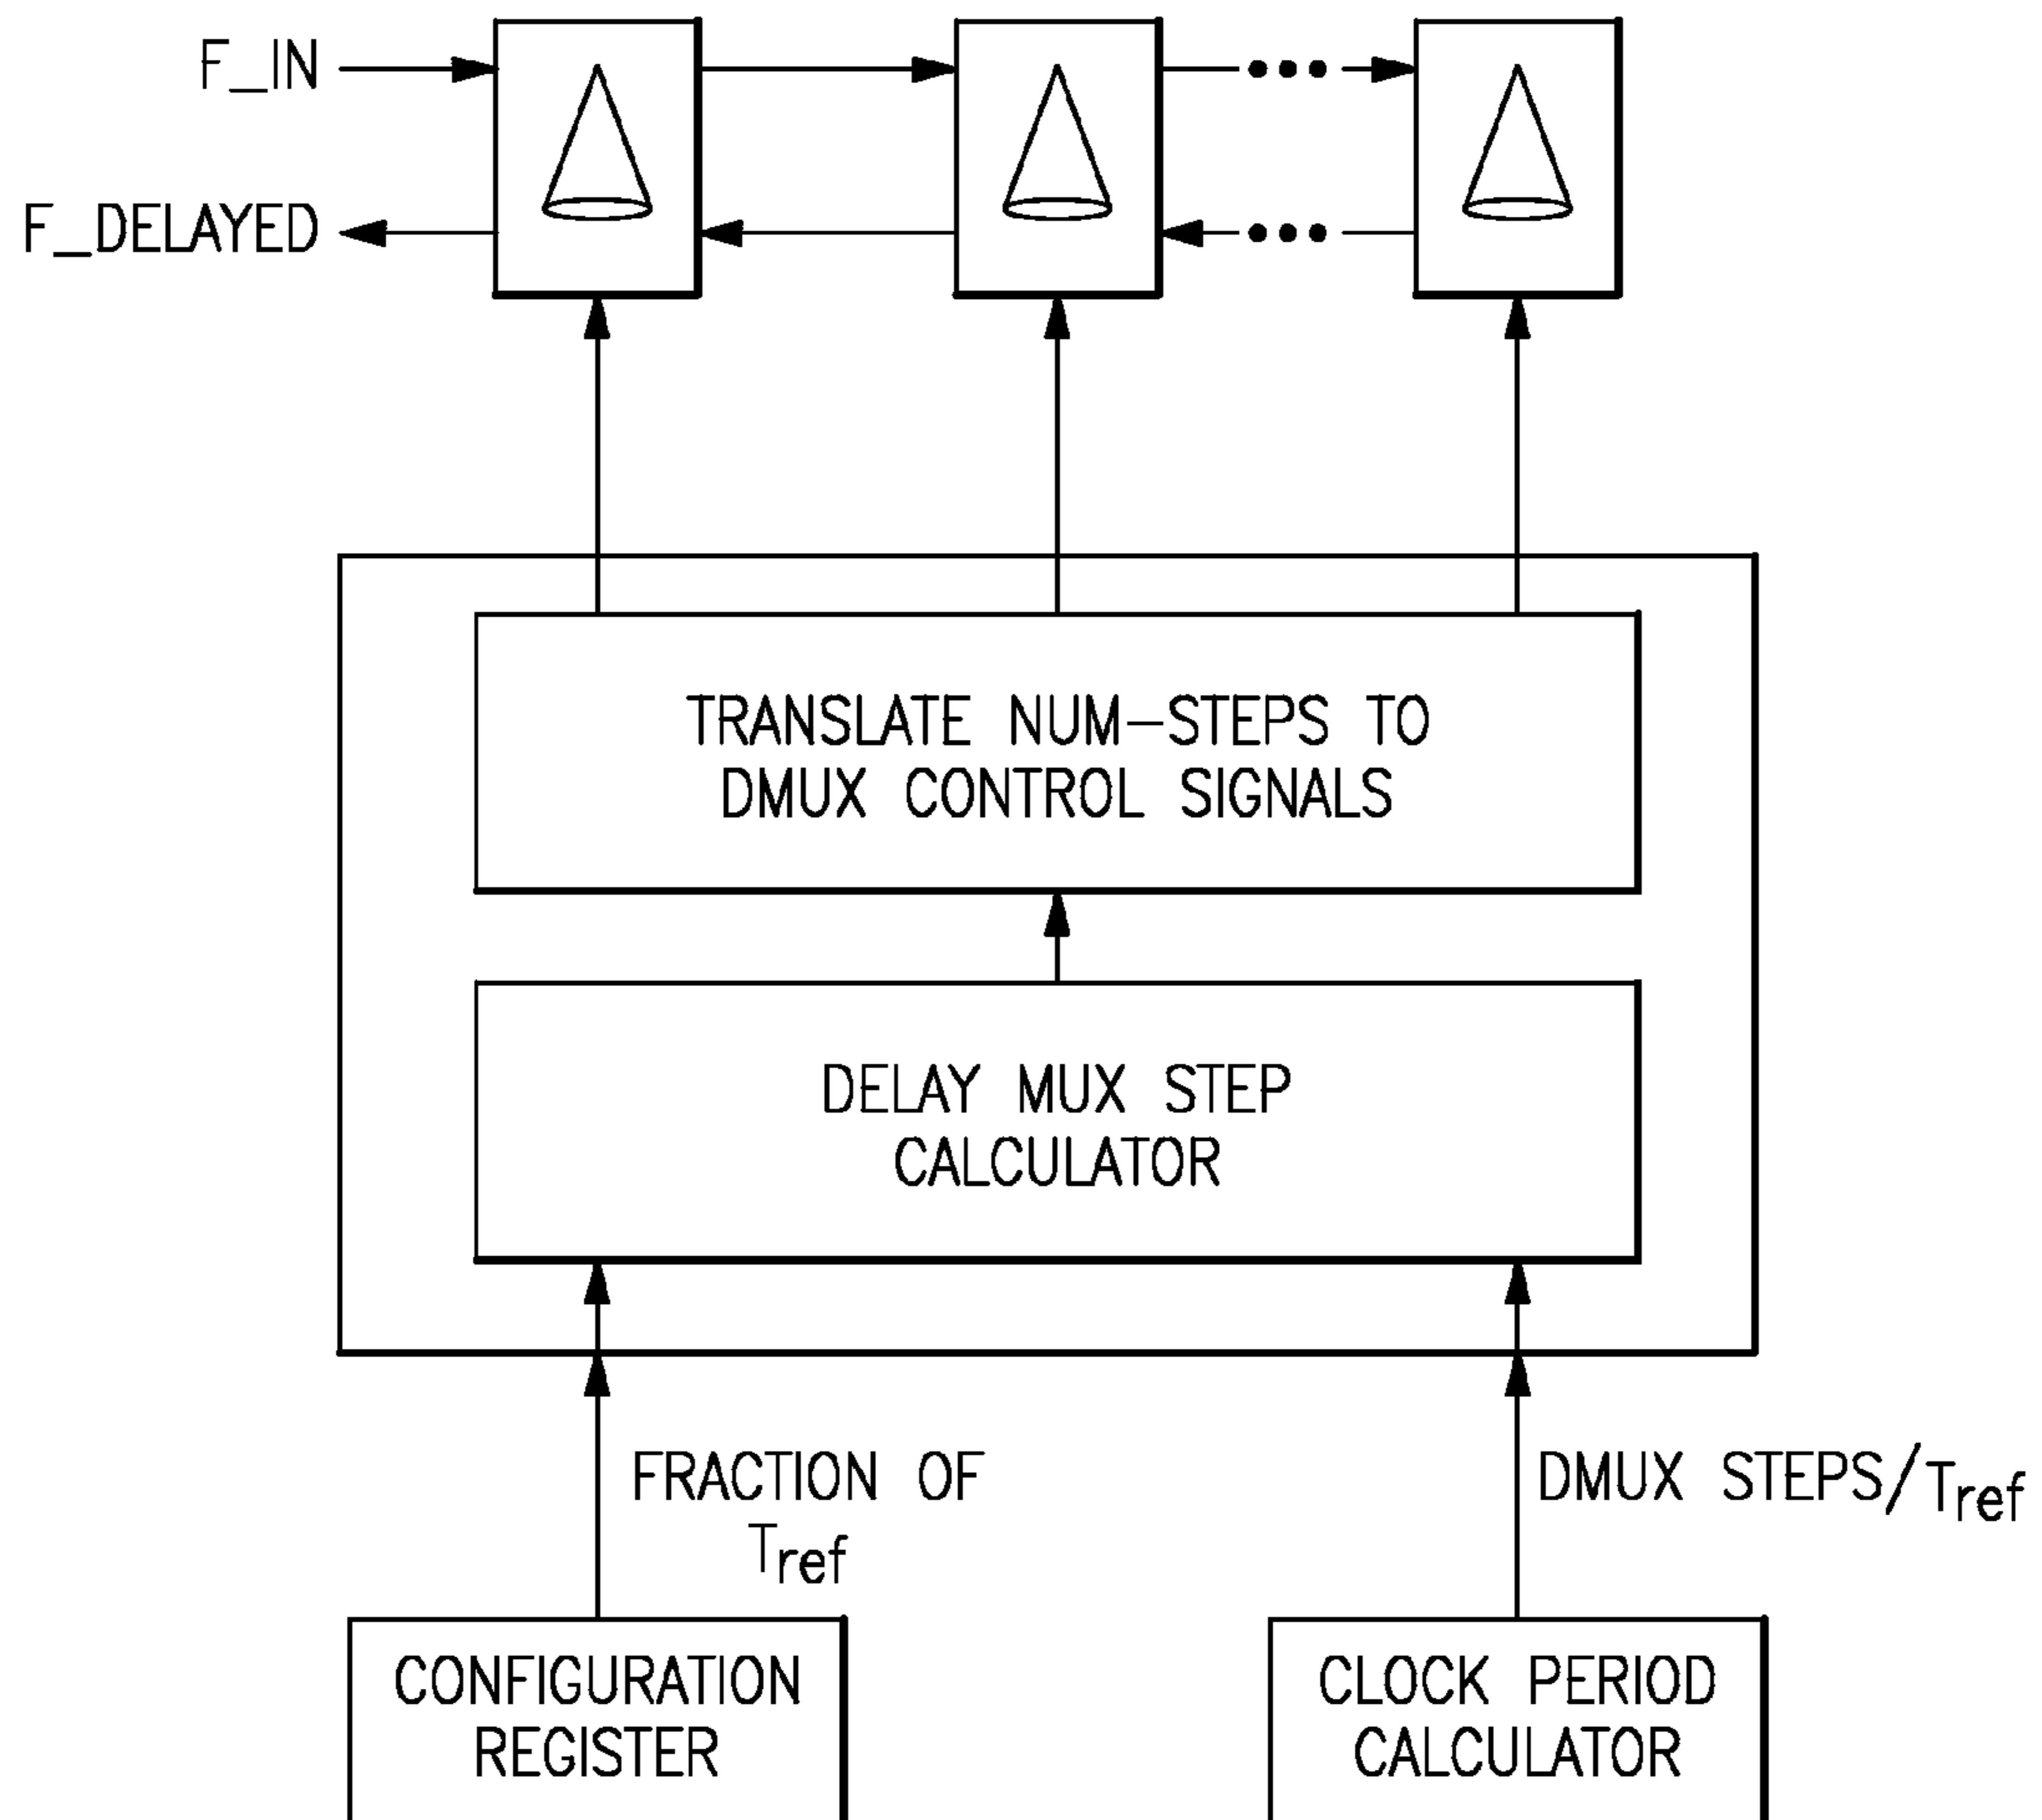 F_IN
F_DELAYED
TRANSLATE NUM-STEPS TO
DMUX CONTROL SIGNALS
DELAY MUX STEP
CALCULATOR
FRACTION OF
Tref
DMUX STEPS/Tref
CONFIGURATION
REGISTER
CLOCK PERIOD
CALCULATOR